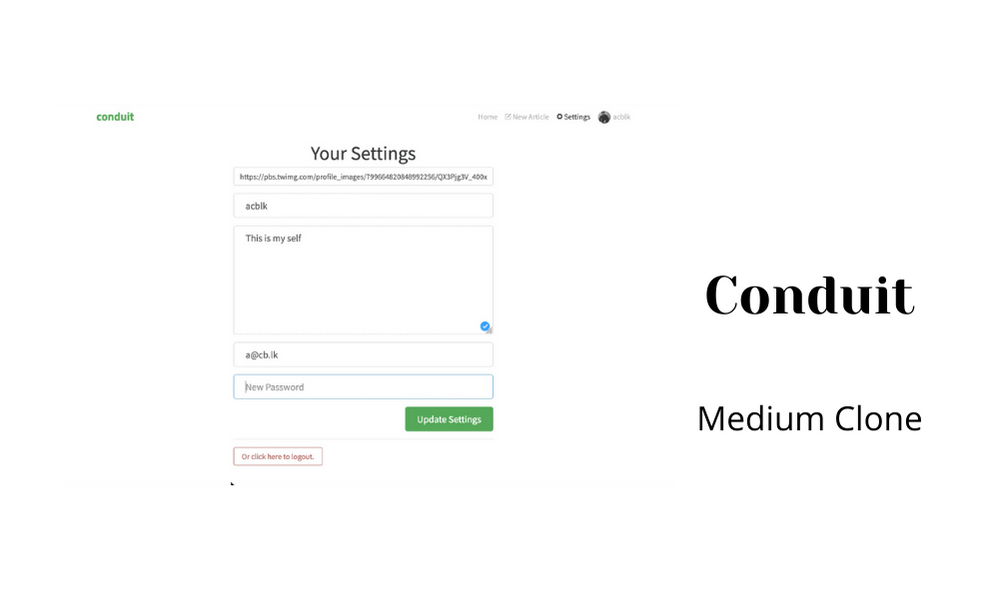 conduit
Home New Article Settings acblk
Your Settings
https://pbs.twimg.com/profile_images/799664820848992256/QX3Pjg3V_400x
acblk
This is my self
a@cb.lk
New Password
Update Settings
Or click here to logout.
Conduit
Medium Clone